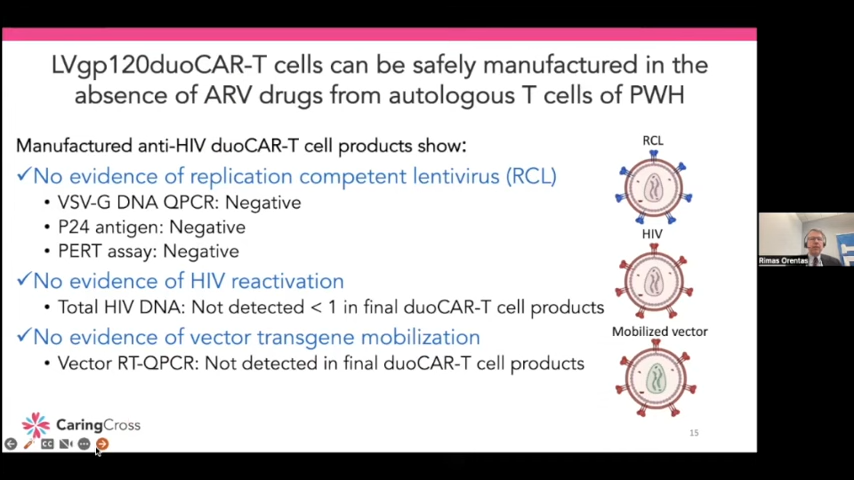 LVgp120duoCAR-T cells can be safely manufactured in the
absence of ARV drugs from autologous T cells of PWH
Manufactured anti-HIV duoCAR-T cell products show:
✓No evidence of replication competent lentivirus (RCL)
• VSV-G DNA QPCR: Negative
• P24 antigen: Negative
• PERT assay: Negative
✓No evidence of HIV reactivation
• Total HIV DNA: Not detected < 1 in final duoCAR-T cell products
✓No evidence of vector transgene mobilization
• Vector RT-QPCR: Not detected in final duoCAR-T cell products
RCL
HIV
Mobilized vector
CaringCross
CC
15
Rimas Orentas